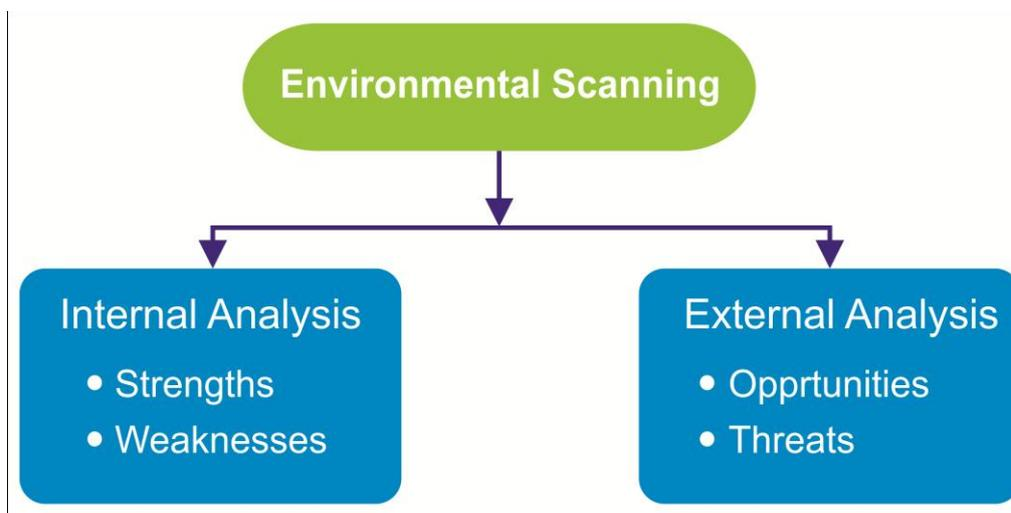 Environmental Scanning
Internal Analysis
• Strengths
• Weaknesses
External Analysis
• Opprtunities
• Threats